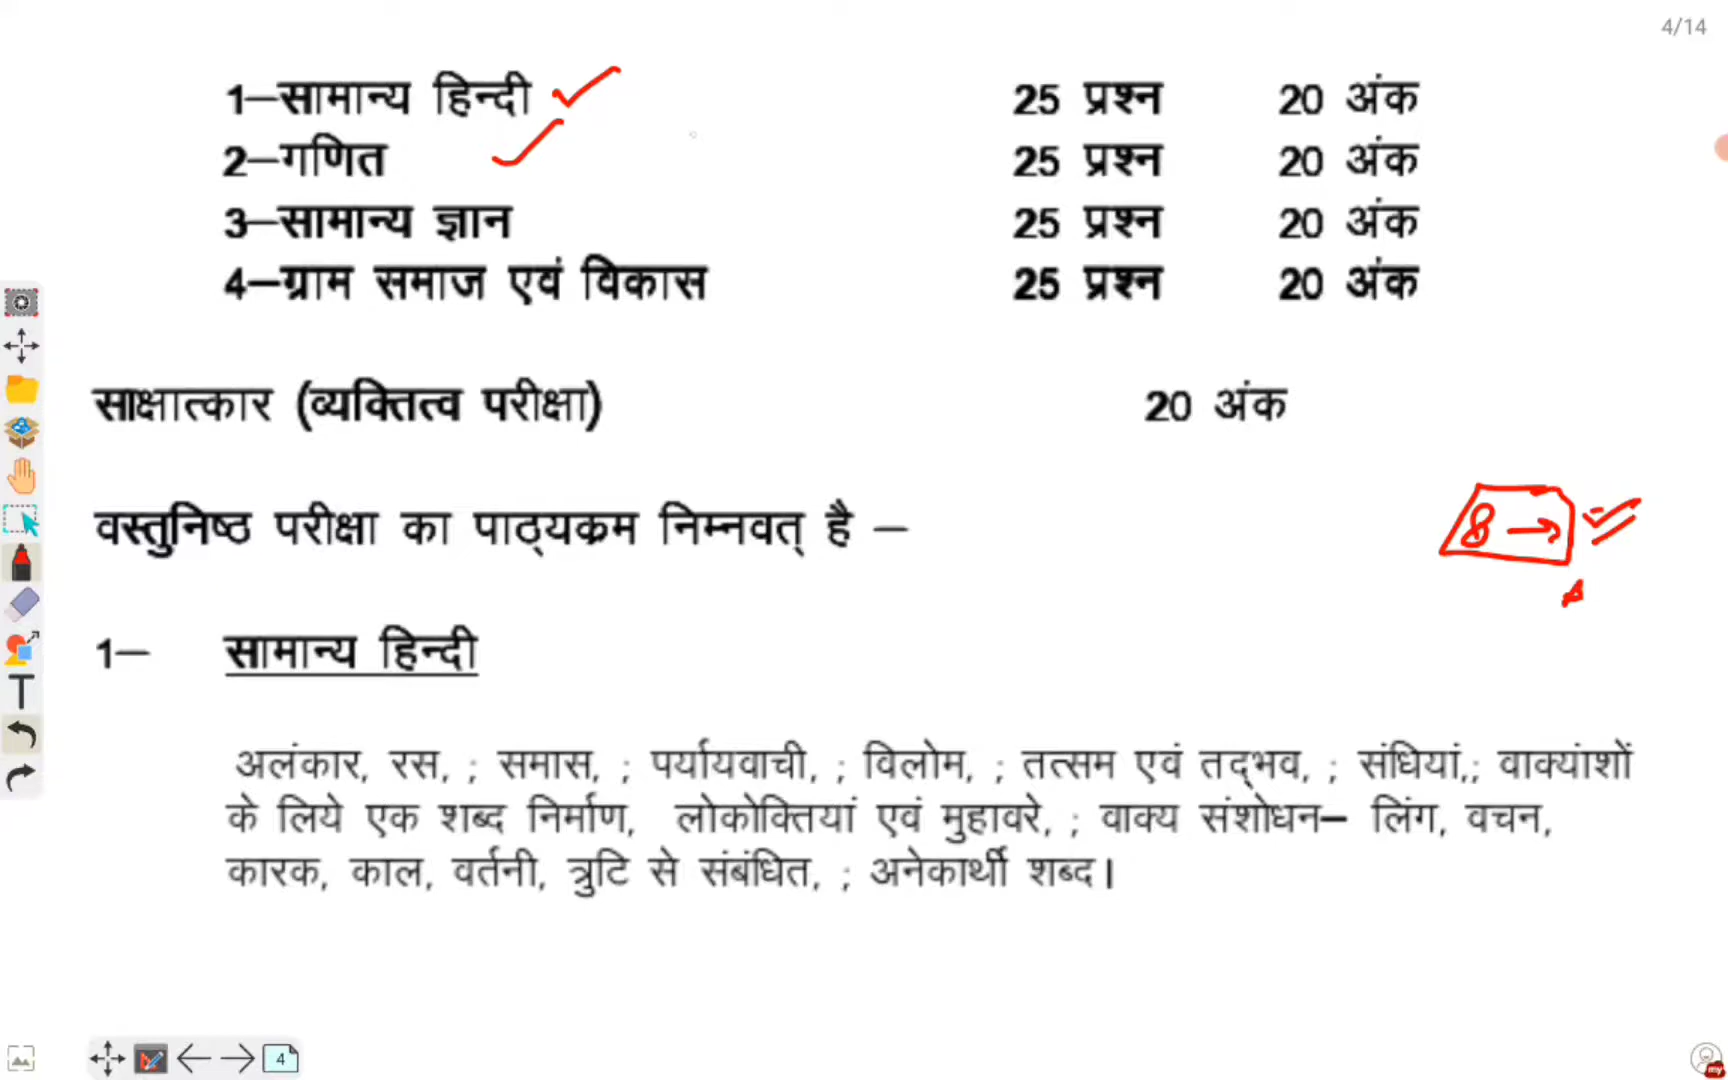 4/14
1–सामान्य हिन्दी 25 प्रश्न 20 अंक
2–गणित 25 प्रश्न 20 अंक
3–सामान्य ज्ञान 25 प्रश्न 20 अंक
4–ग्राम समाज एवं विकास 25 प्रश्न 20 अंक
साक्षात्कार (व्यक्तित्व परीक्षा) 20 अंक
वस्तुनिष्ठ परीक्षा का पाठ्यक्रम निम्नवत् है –
8 →
1– सामान्य हिन्दी
अलंकार, रस, ; समास, ; पर्यायवाची, ; विलोम, ; तत्सम एवं तद्भव, ; संधियां,; वाक्यांशों
के लिये एक शब्द निर्माण, लोकोक्तियां एवं मुहावरे, ; वाक्य संशोधन– लिंग, वचन,
कारक, काल, वर्तनी, त्रुटि से संबंधित, ; अनेकार्थी शब्द।
T
4
my